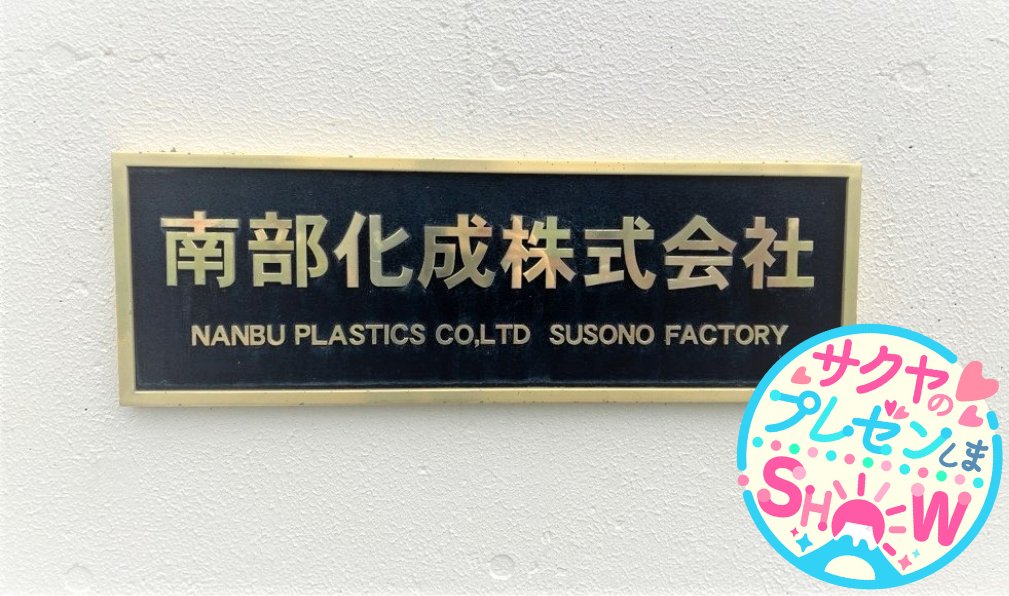 南部化成株式会社
NANBU PLASTICS CO,LTD SUSONO FACTORY
サクヤの
プレゼンしま
SHOW